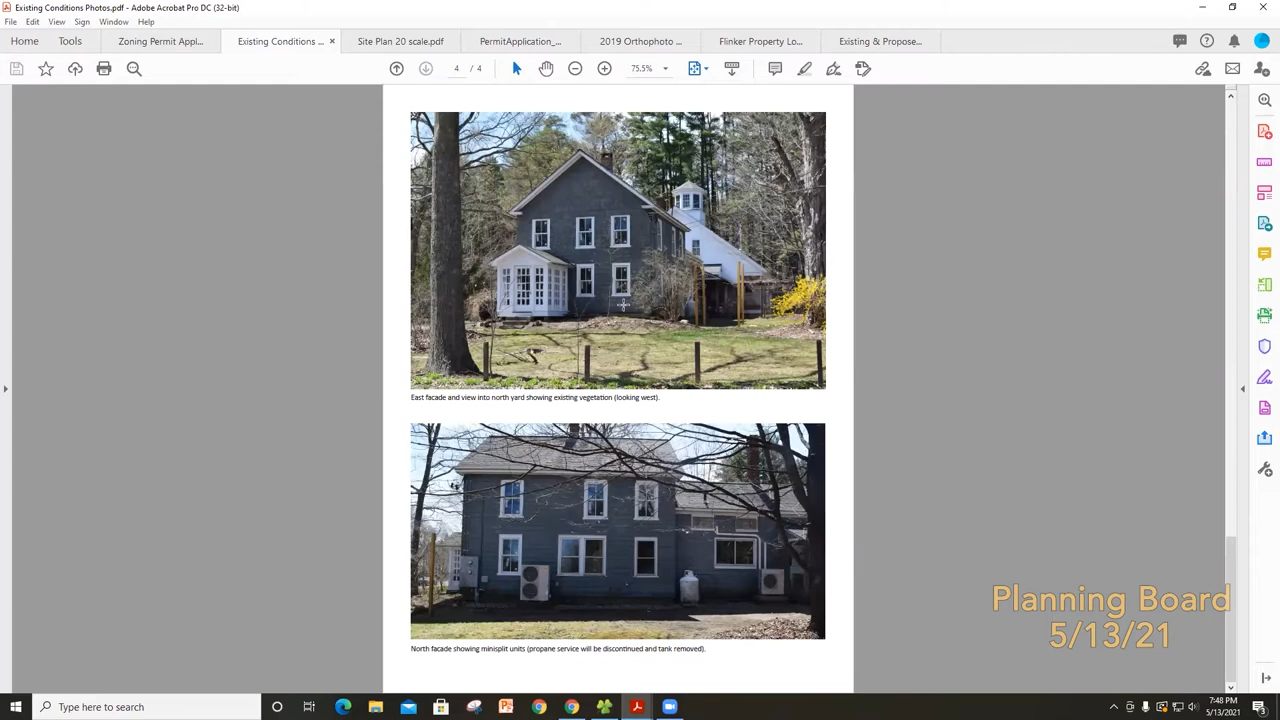 Existing Conditions Photos.pdf - Adobe Acrobat Pro DC (32-bit)
File Edit View Sign Window Help
Home Tools Zoning Permit Appl... Existing Conditions ... × Site Plan 20 scale.pdf PermitApplication_... 2019 Orthophoto ... Flinker Property Lo... Existing & Propose...
4 / 4 75.5%
East facade and view into north yard showing existing vegetation (looking west).
North facade showing minisplit units (propane service will be discontinued and tank removed).
Planning Board
5/13/21
Type here to search
7:48 PM
5/13/2021